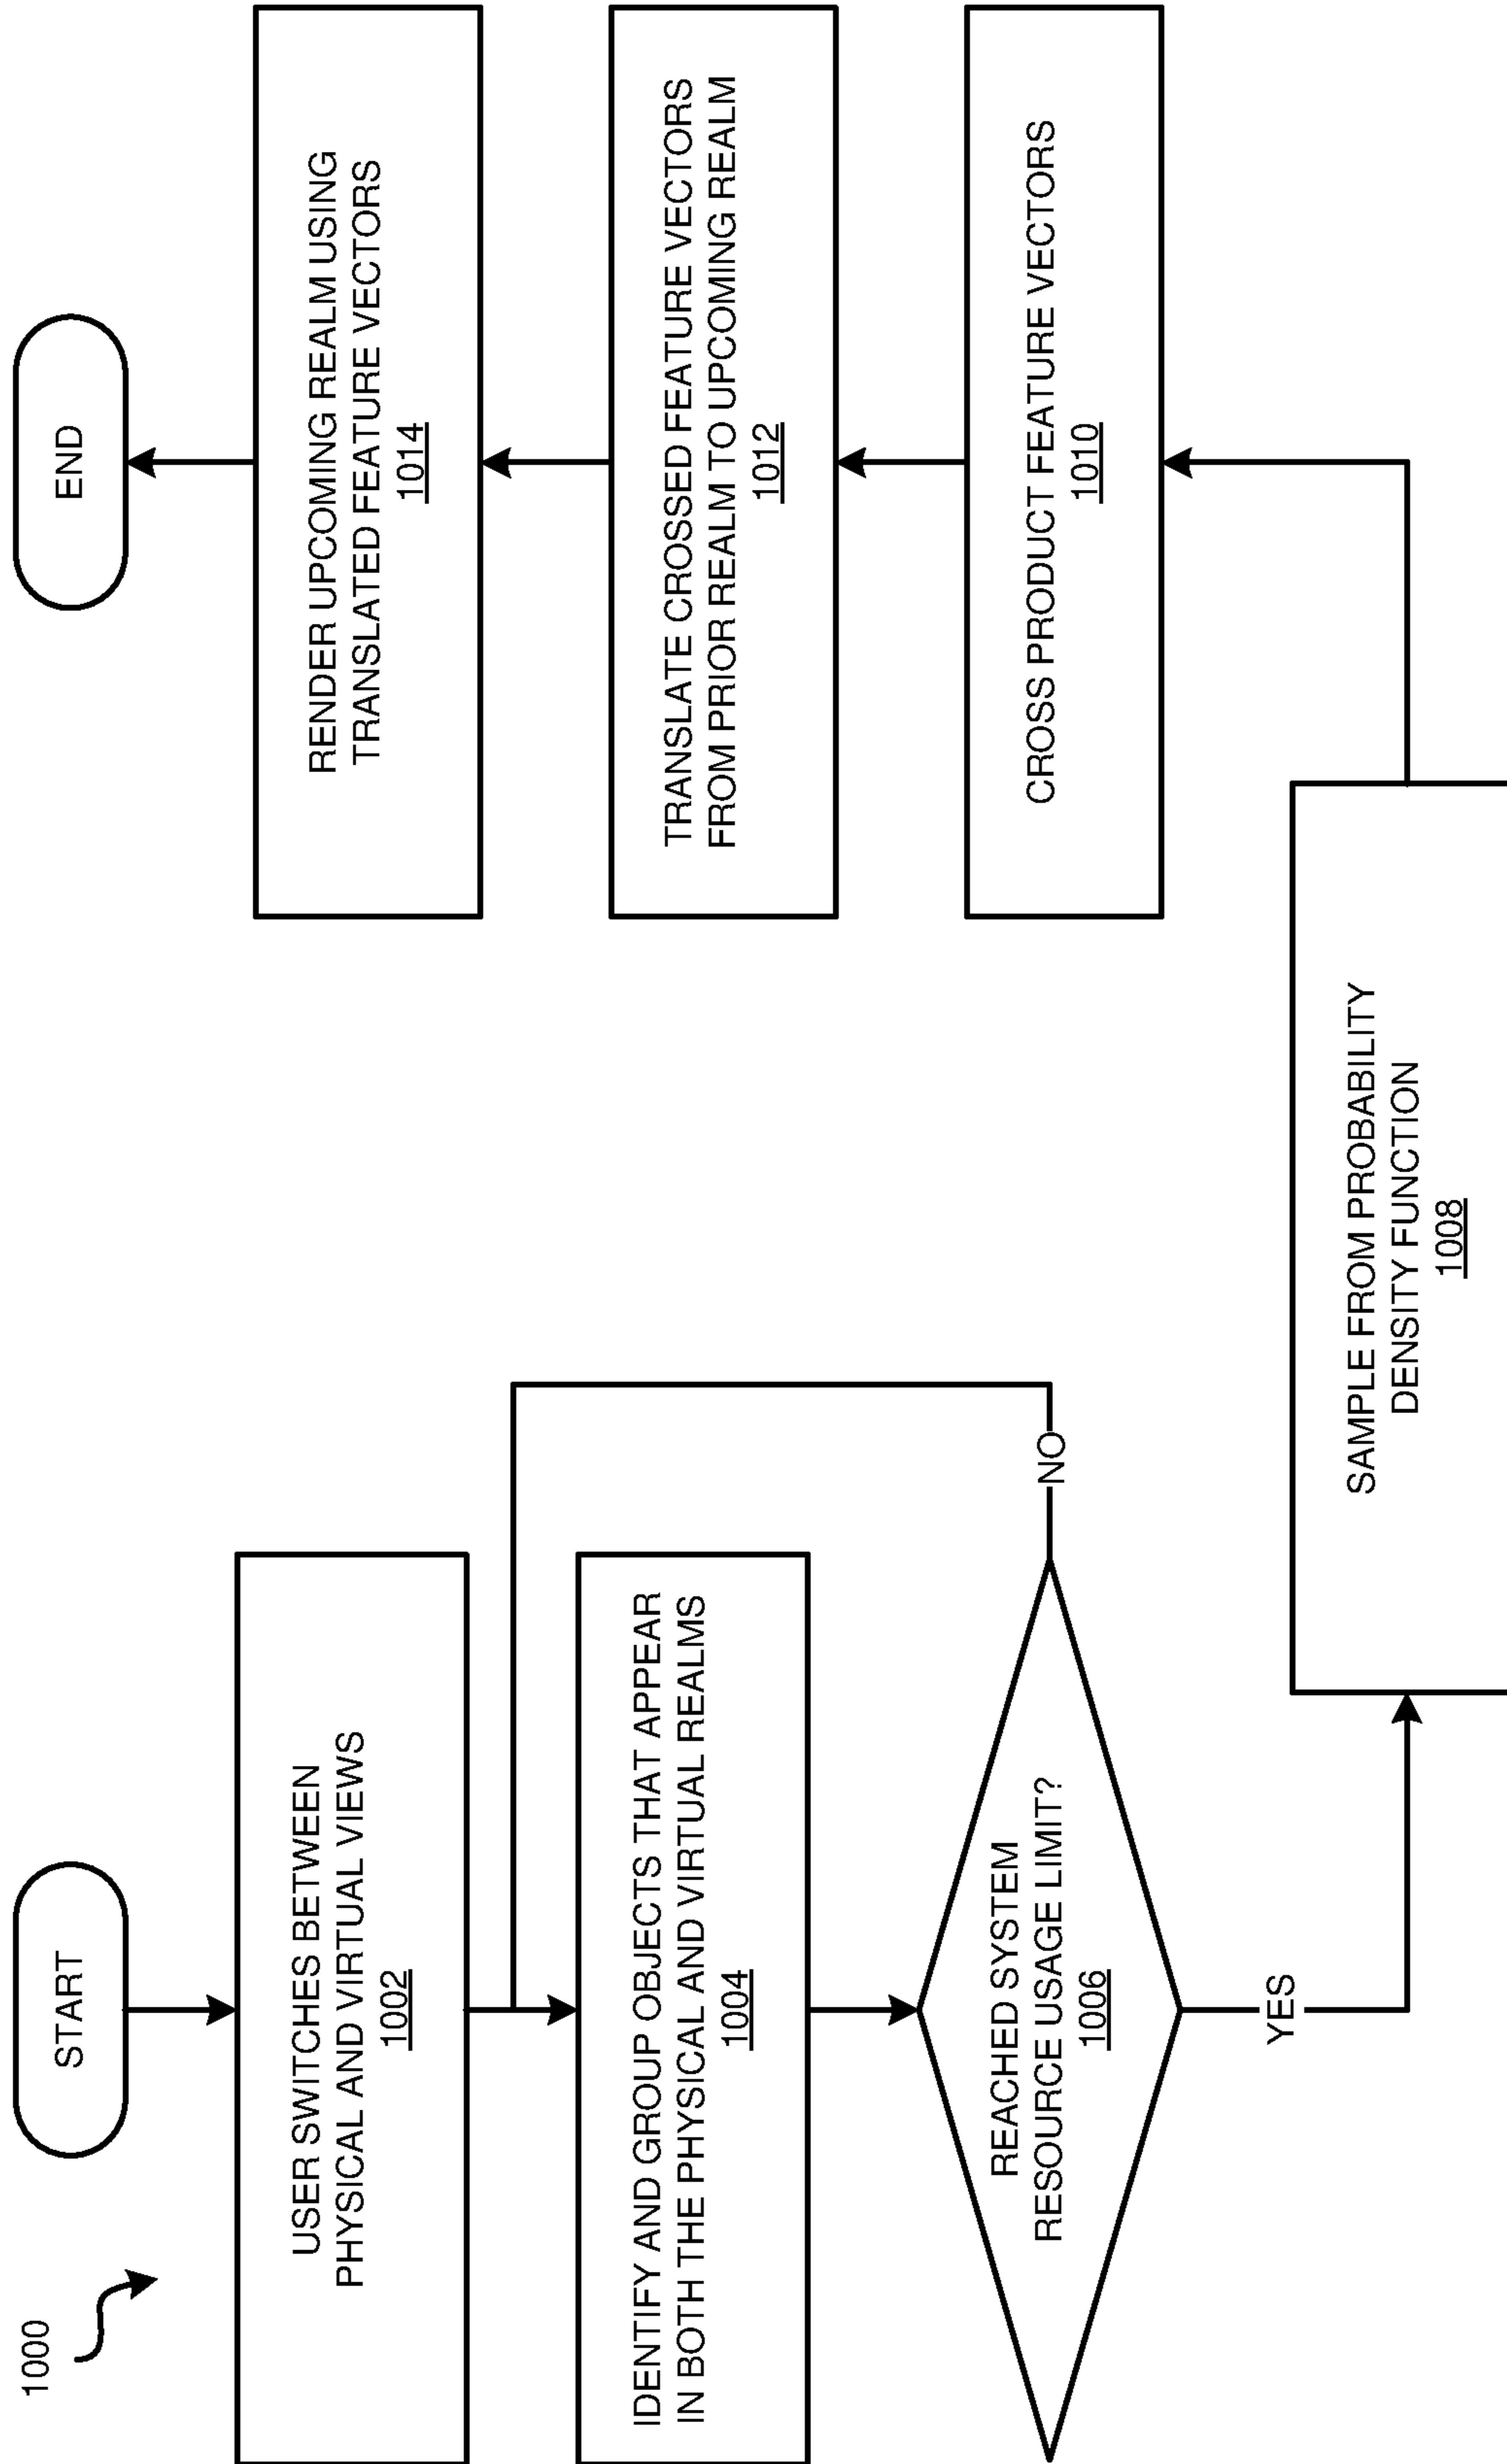 1000
START
USER SWITCHES BETWEEN
PHYSICAL AND VIRTUAL VIEWS
1002
IDENTIFY AND GROUP OBJECTS THAT APPEAR
IN BOTH THE PHYSICAL AND VIRTUAL REALMS
1004
REACHED SYSTEM
RESOURCE USAGE LIMIT?
1006
NO
YES
SAMPLE FROM PROBABILITY
DENSITY FUNCTION
1008
CROSS PRODUCT FEATURE VECTORS
1010
TRANSLATE CROSSED FEATURE VECTORS
FROM PRIOR REALM TO UPCOMING REALM
1012
RENDER UPCOMING REALM USING
TRANSLATED FEATURE VECTORS
1014
END